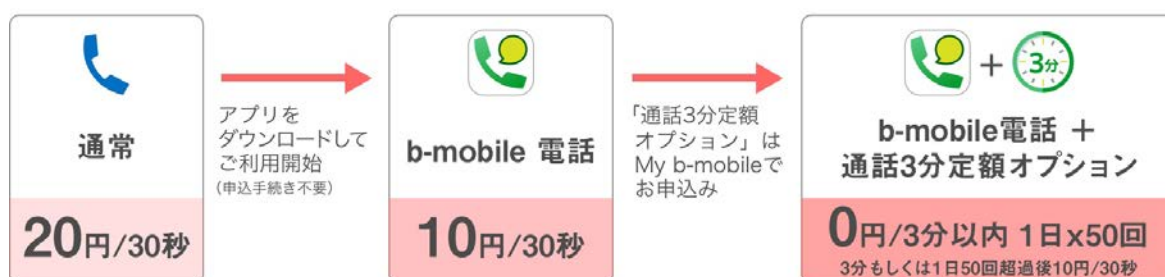 通常
20円/30秒
アプリを
ダウンロードして
ご利用開始
(申込手続き不要)
b-mobile 電話
10円/30秒
「通話3分定額
オプション」は
My b-mobileで
お申込み
+
3分
b-mobile電話 +
通話3分定額オプション
0円/3分以内 1日x50回
3分もしくは1日50回超過後10円/30秒